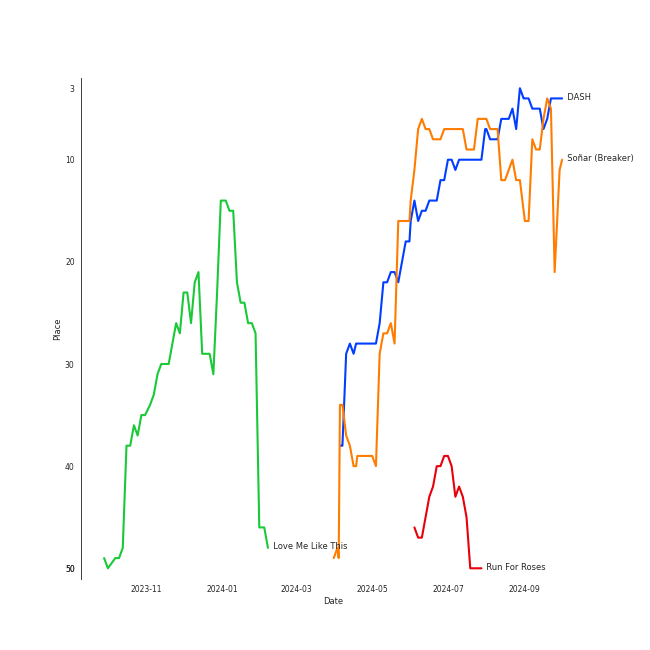 3
DASH
10
Soñar (Breaker)
20
Place
30
40
Love Me Like This
50
Run For Roses
2023-11
2024-01
2024-03
2024-05
2024-07
2024-09
Date